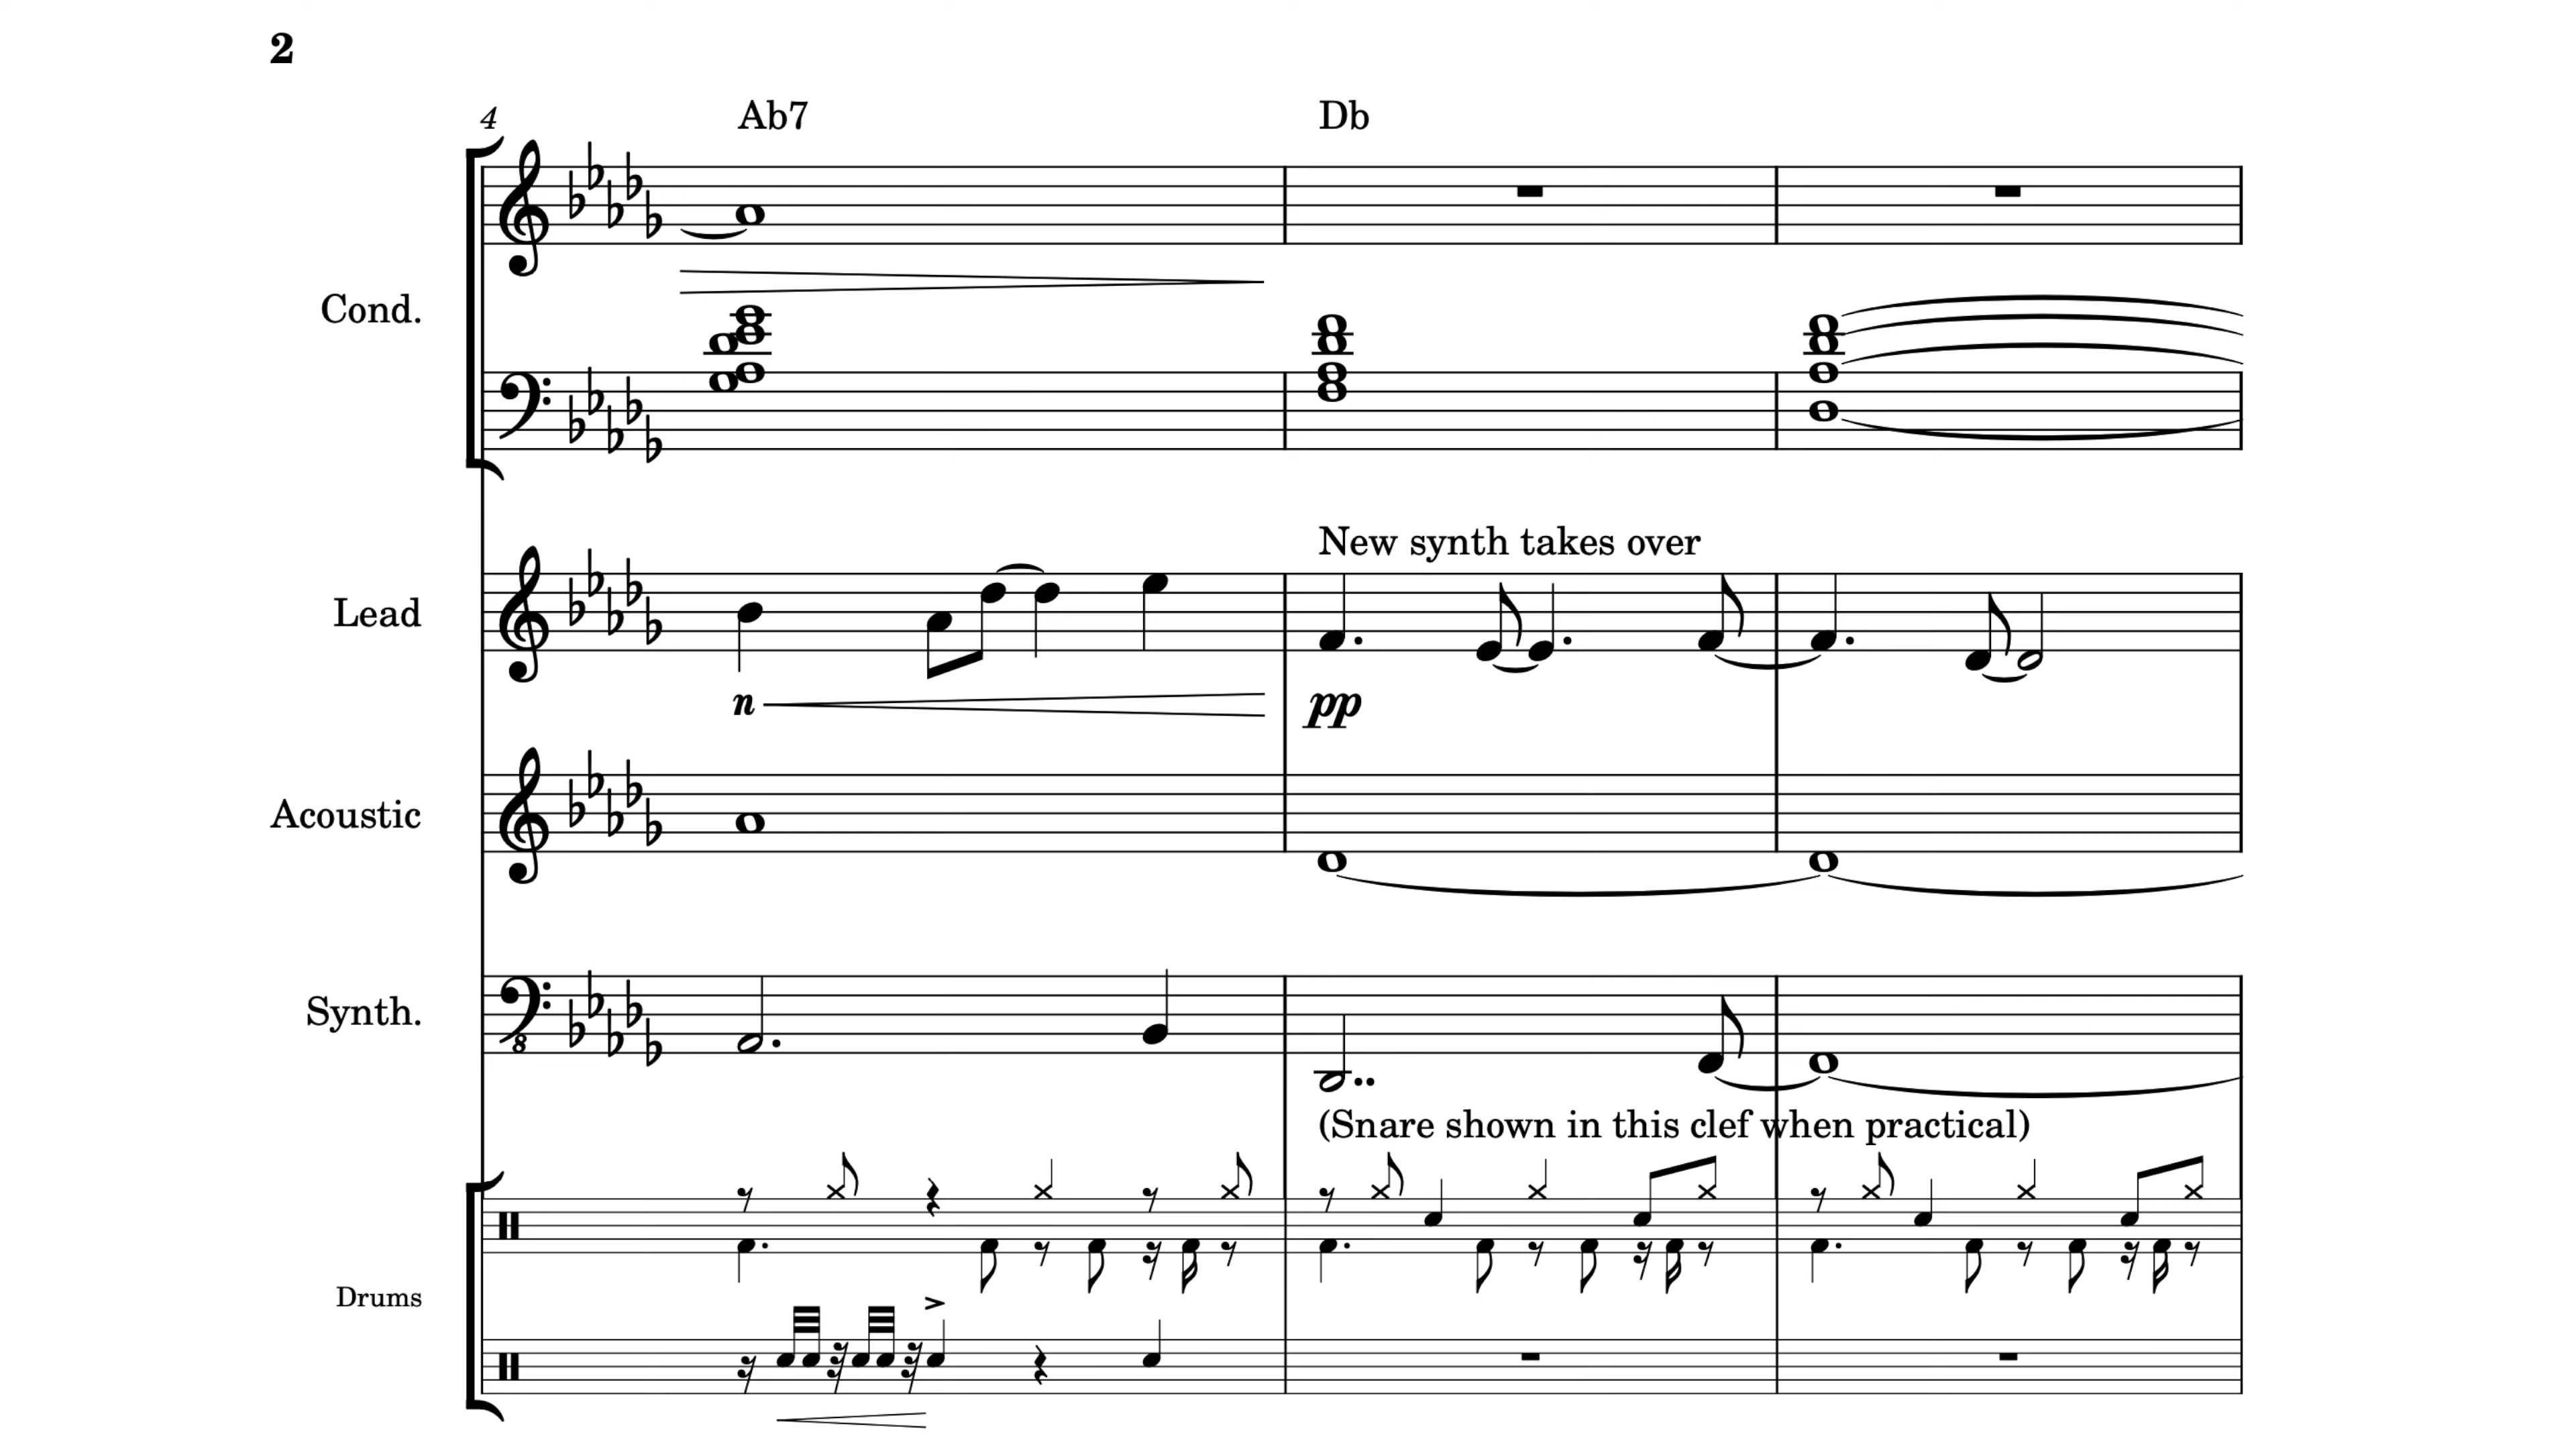 2
4
Ab7 Db
Cond.
New synth takes over
Lead
n pp
Acoustic
Synth.
8
(Snare shown in this clef when practical)
Drums